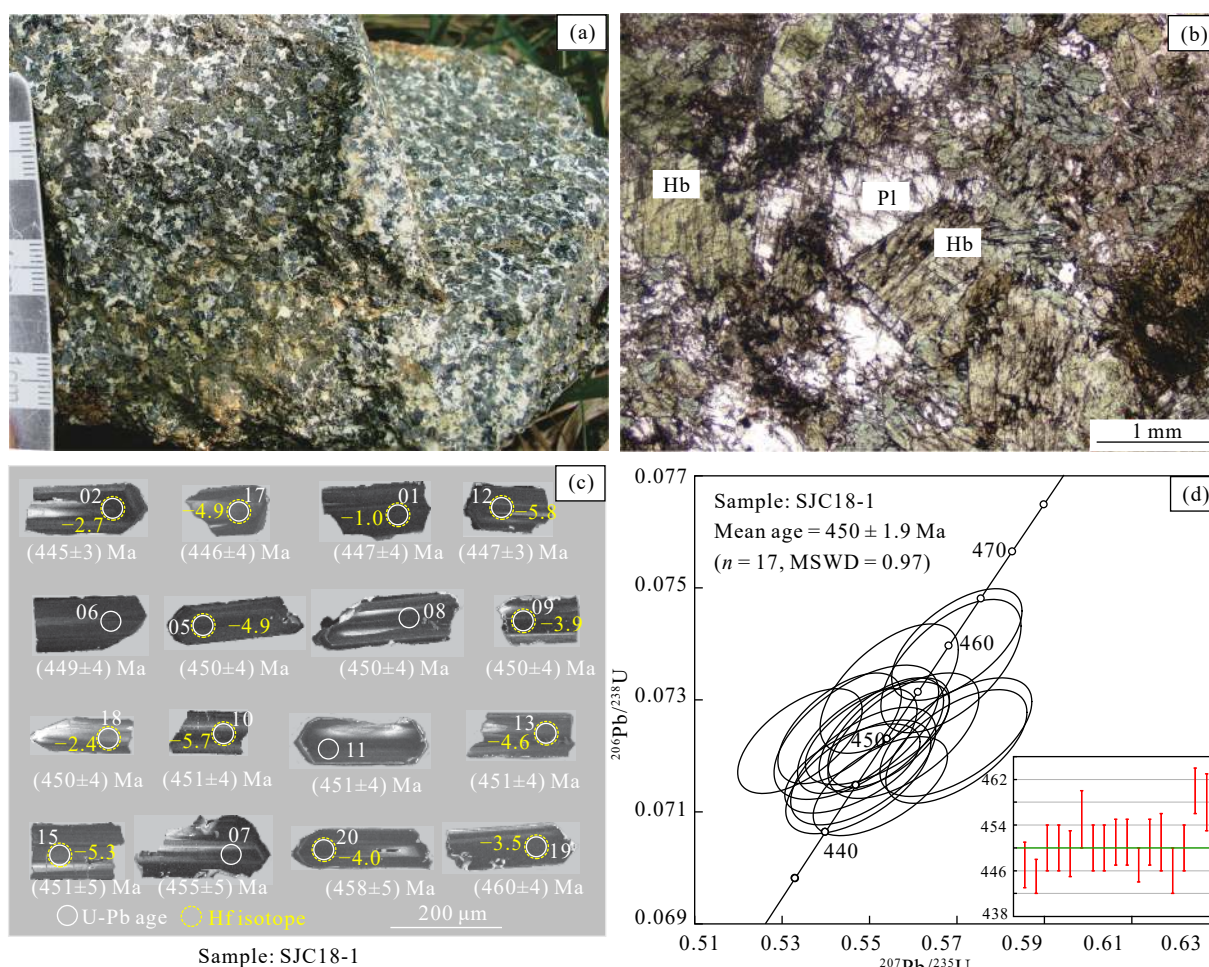 (a)
(b)
Hb
Pl
Hb
1 mm
(c)
02
−2.7
(445±3) Ma
17
−4.9
(446±4) Ma
01
−1.0
(447±4) Ma
12
−5.8
(447±3) Ma
06
(449±4) Ma
05
−4.9
(450±4) Ma
08
(450±4) Ma
09
−3.9
(450±4) Ma
18
−2.4
(450±4) Ma
10
−5.7
(451±4) Ma
11
(451±4) Ma
13
−4.6
(451±4) Ma
15
−5.3
(451±5) Ma
07
(455±5) Ma
20
−4.0
(458±5) Ma
−3.5
19
(460±4) Ma
U-Pb age
Hf isotope
200 μm
Sample: SJC18-1
(d)
Sample: SJC18-1
Mean age = 450 ± 1.9 Ma
(n = 17, MSWD = 0.97)
0.077
0.075
0.073
0.071
0.069
206Pb/238U
470
460
450
440
462
454
446
438
0.51
0.53
0.55
0.57
0.59
0.61
0.63
207Pb/235U